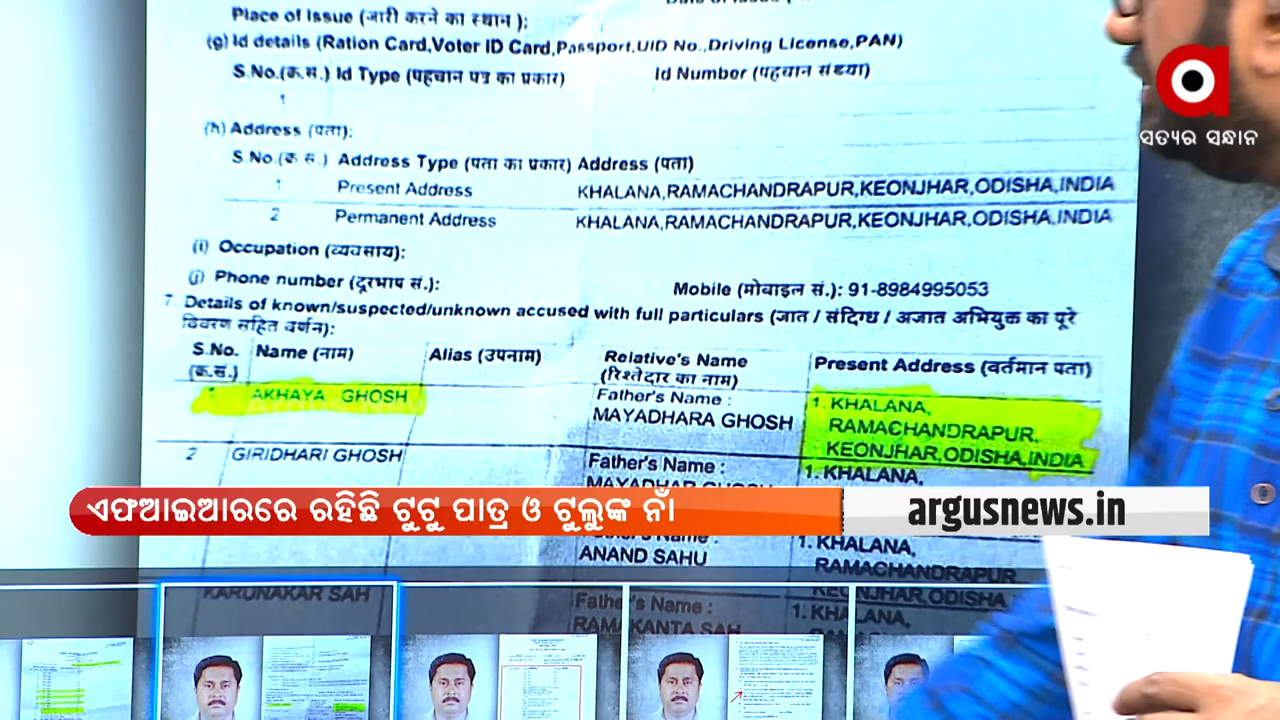 Place of Issue (जारी करने का स्थान ):
(g) Id details (Ration Card,Voter ID Card,Passport,UID No.,Driving License,PAN)
S.No.(क.सं.) Id Type (पहचान पत्र का प्रकार) Id Number (पहचान संख्या)
1
(h) Address (पता):
S.No.(क सं.) Address Type (पता का प्रकार) Address (पता)
1 Present Address KHALANA,RAMACHANDRAPUR,KEONJHAR,ODISHA,INDIA
2 Permanent Address KHALANA,RAMACHANDRAPUR,KEONJHAR,ODISHA,INDIA
(i) Occupation (व्यवसाय):
(j) Phone number (दूरभाष सं.): Mobile (मोबाइल सं.): 91-8984995053
7. Details of known/suspected/unknown accused with full particulars (ज्ञात / संदिग्ध / अज्ञात अभियुक्त का पूरे
विवरण सहित वर्णन):
S.No. Name (नाम) Alias (उपनाम) Relative's Name Present Address (वर्तमान पता)
(क.सं.) (रिश्तेदार का नाम)
1 AKHAYA GHOSH Father's Name : 1. KHALANA,
MAYADHARA GHOSH RAMACHANDRAPUR,
KEONJHAR,ODISHA,INDIA
2 GIRIDHARI GHOSH Father's Name : 1. KHALANA,
ANAND SAHU 1. KHALANA,
RAMACHANDRAPUR
KARUNAKAR SAH Father's Name :
RAMAKANTA SAH
ସତ୍ୟର ସନ୍ଧାନ
ଏଫଆଇଆରରେ ରହିଛି ଟୁଟୁ ପାତ୍ର ଓ ଟୁଲୁଙ୍କ ନାଁ
argusnews.in